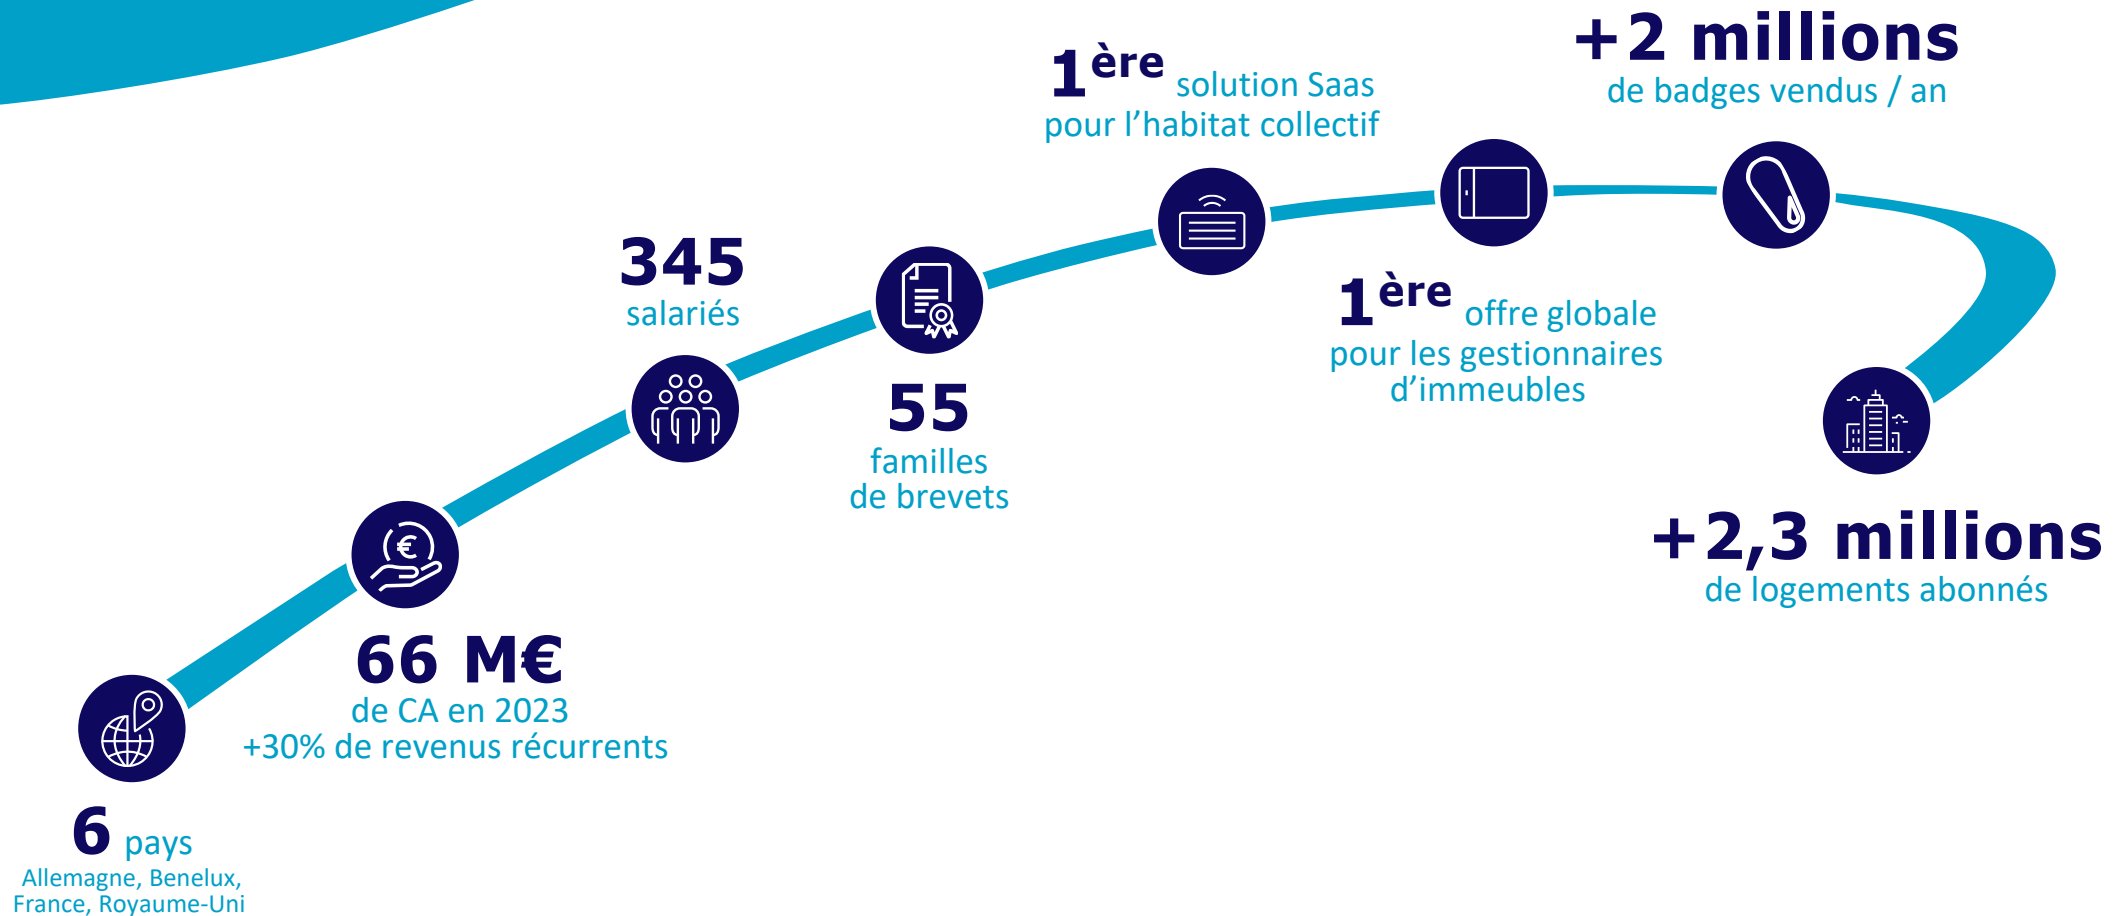 6 pays
Allemagne, Benelux,
France, Royaume-Uni
66 M€
de CA en 2023
+30% de revenus récurrents
345
salariés
55
familles
de brevets
1ère solution Saas
pour l’habitat collectif
1ère offre globale
pour les gestionnaires
d’immeubles
+2 millions
de badges vendus / an
+2,3 millions
de logements abonnés